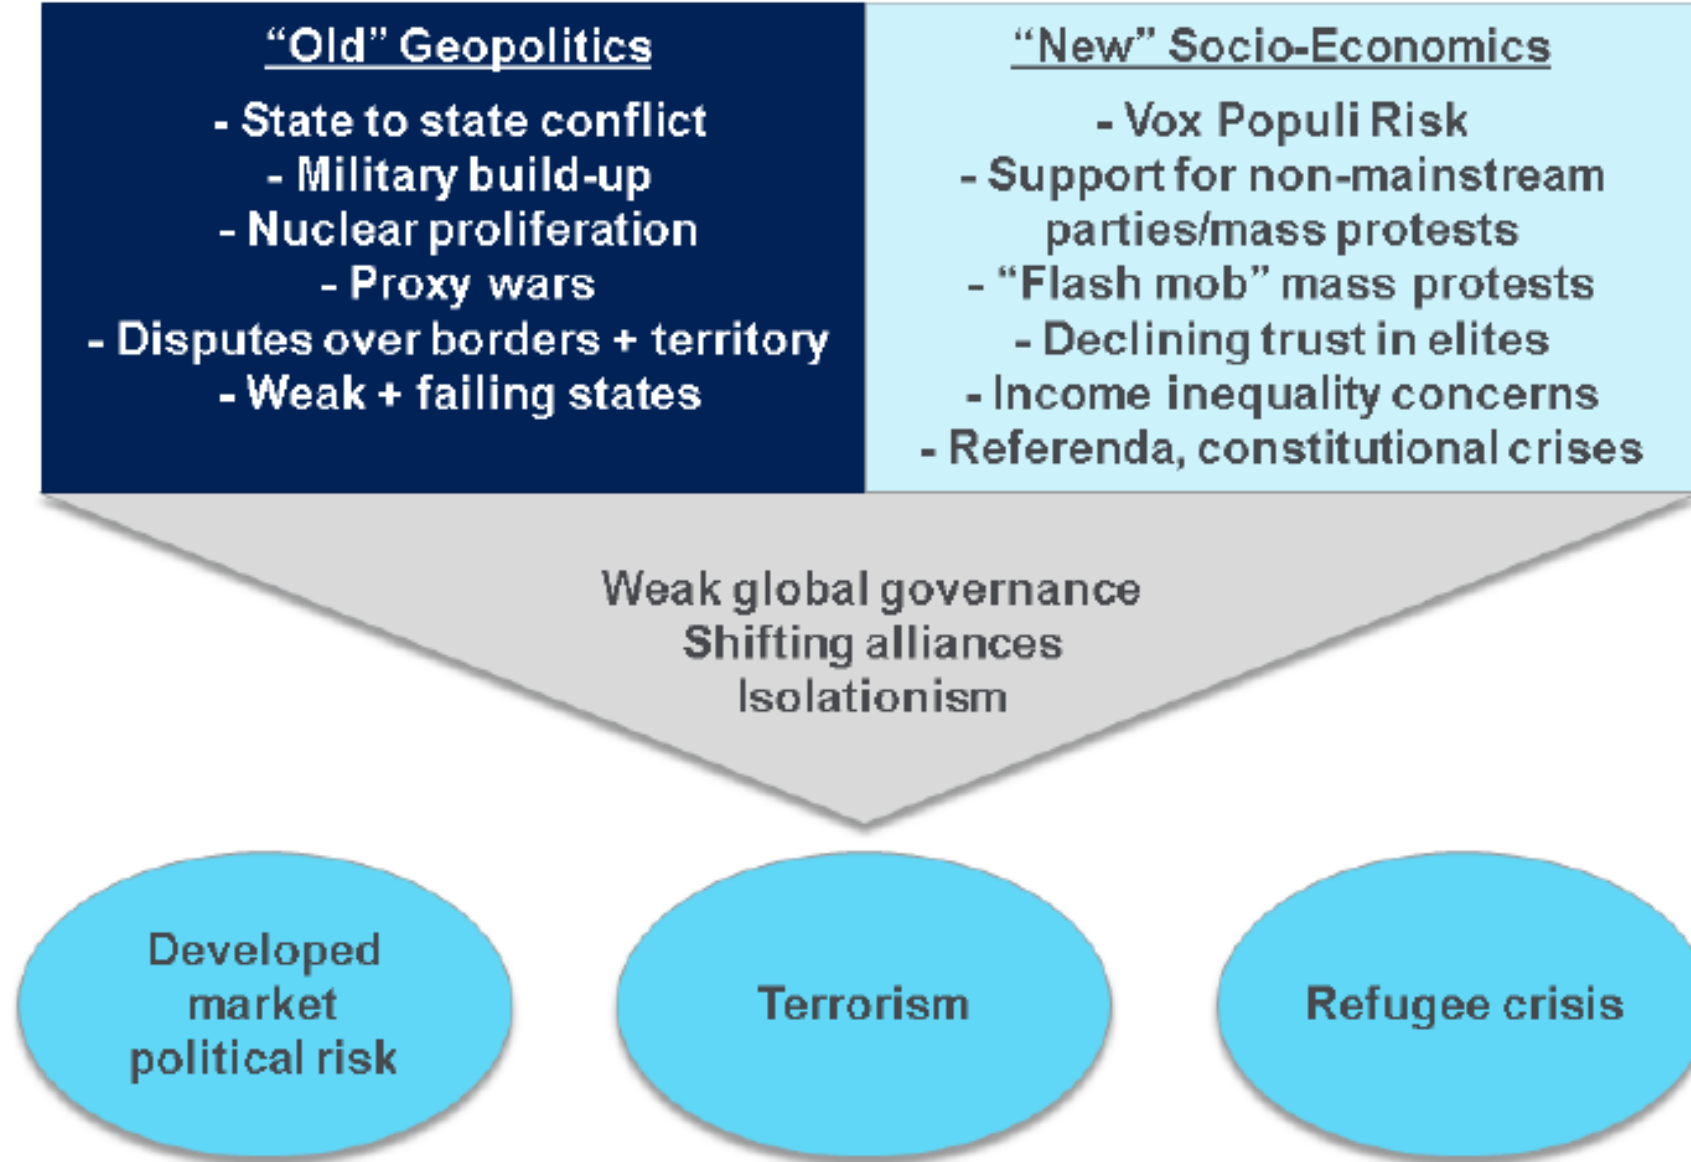 “Old” Geopolitics
- State to state conflict
- Military build-up
- Nuclear proliferation
- Proxy wars
- Disputes over borders + territory
- Weak + failing states
“New” Socio-Economics
- Vox Populi Risk
- Support for non-mainstream
parties/mass protests
- “Flash mob” mass protests
- Declining trust in elites
- Income inequality concerns
- Referenda, constitutional crises
Weak global governance
Shifting alliances
Isolationism
Developed
market
political risk
Terrorism
Refugee crisis